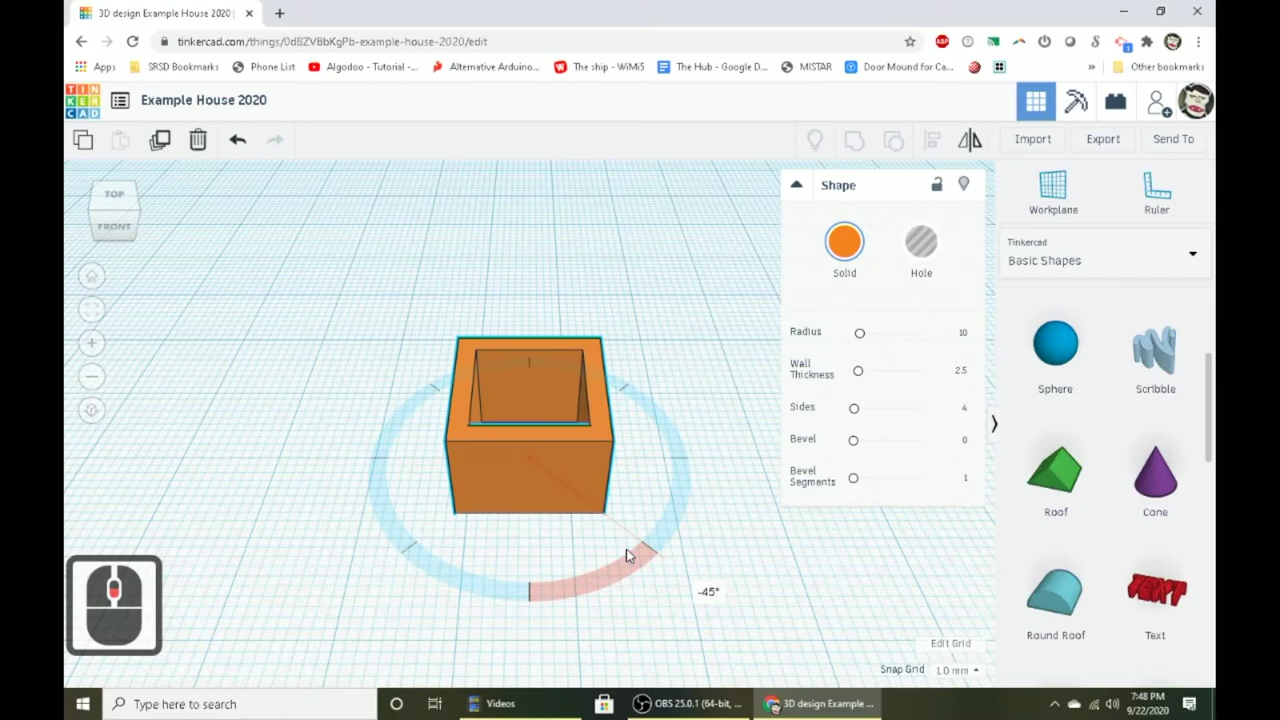 3D design Example House 2020 |
tinkercad.com/things/0dBZVBbKgPb-example-house-2020/edit
Apps
SRSD Bookmarks
Phone List
Algodoo - Tutorial -...
Alternative Arduino...
The ship - WiMi5
The Hub - Google D...
MISTAR
Door Mound for Ca...
»
Other bookmarks
TIN
KER
CAD
Example House 2020
Import
Export
Send To
TOP
FRONT
Shape
Solid
Hole
Radius
10
Wall
Thickness
2.5
Sides
4
Bevel
0
Bevel
Segments
1
Workplane
Ruler
Tinkercad
Basic Shapes
Sphere
Scribble
Roof
Cone
Round Roof
TEXT
Text
-45°
Edit Grid
Snap Grid
1.0 mm
Type here to search
Videos
OBS 25.0.1 (64-bit, ...
3D design Example ...
7:48 PM
9/22/2020